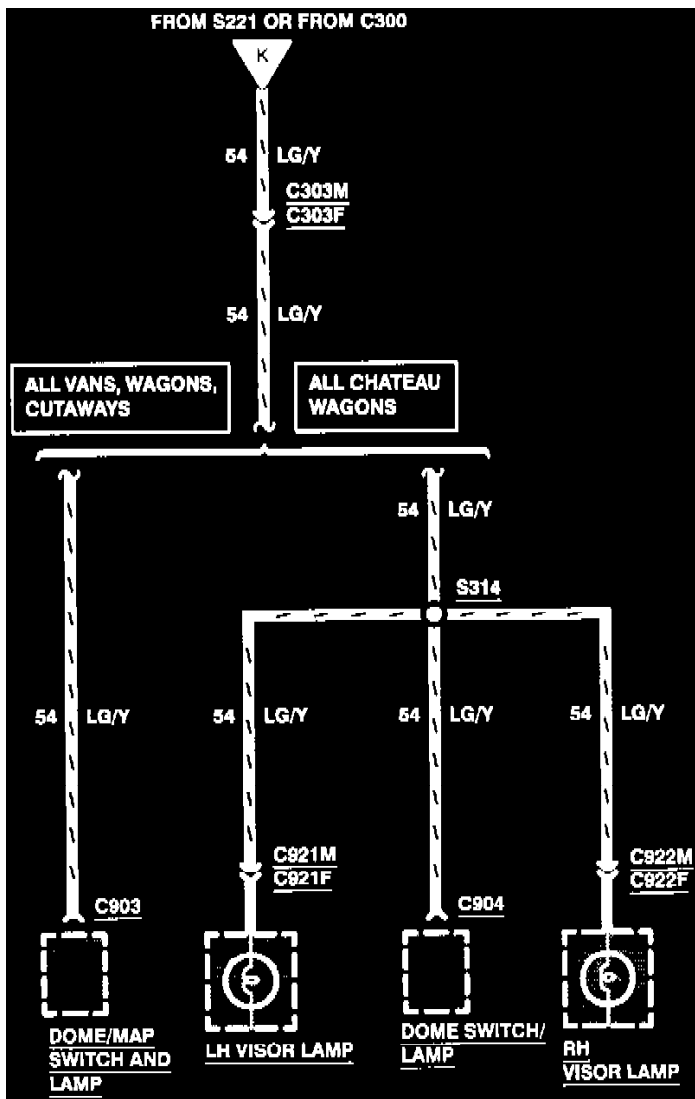 FROM S221 OR FROM C300
K
54 LG/Y
C303M
C303F
54 LG/Y
ALL VANS, WAGONS,
CUTAWAYS
ALL CHATEAU
WAGONS
54 LG/Y
S314
54 LG/Y
54 LG/Y
54 LG/Y
54 LG/Y
C921M
C921F
C922M
C922F
C903
C904
DOME/MAP
SWITCH AND
LAMP
LH VISOR LAMP
DOME SWITCH/
LAMP
RH
VISOR LAMP